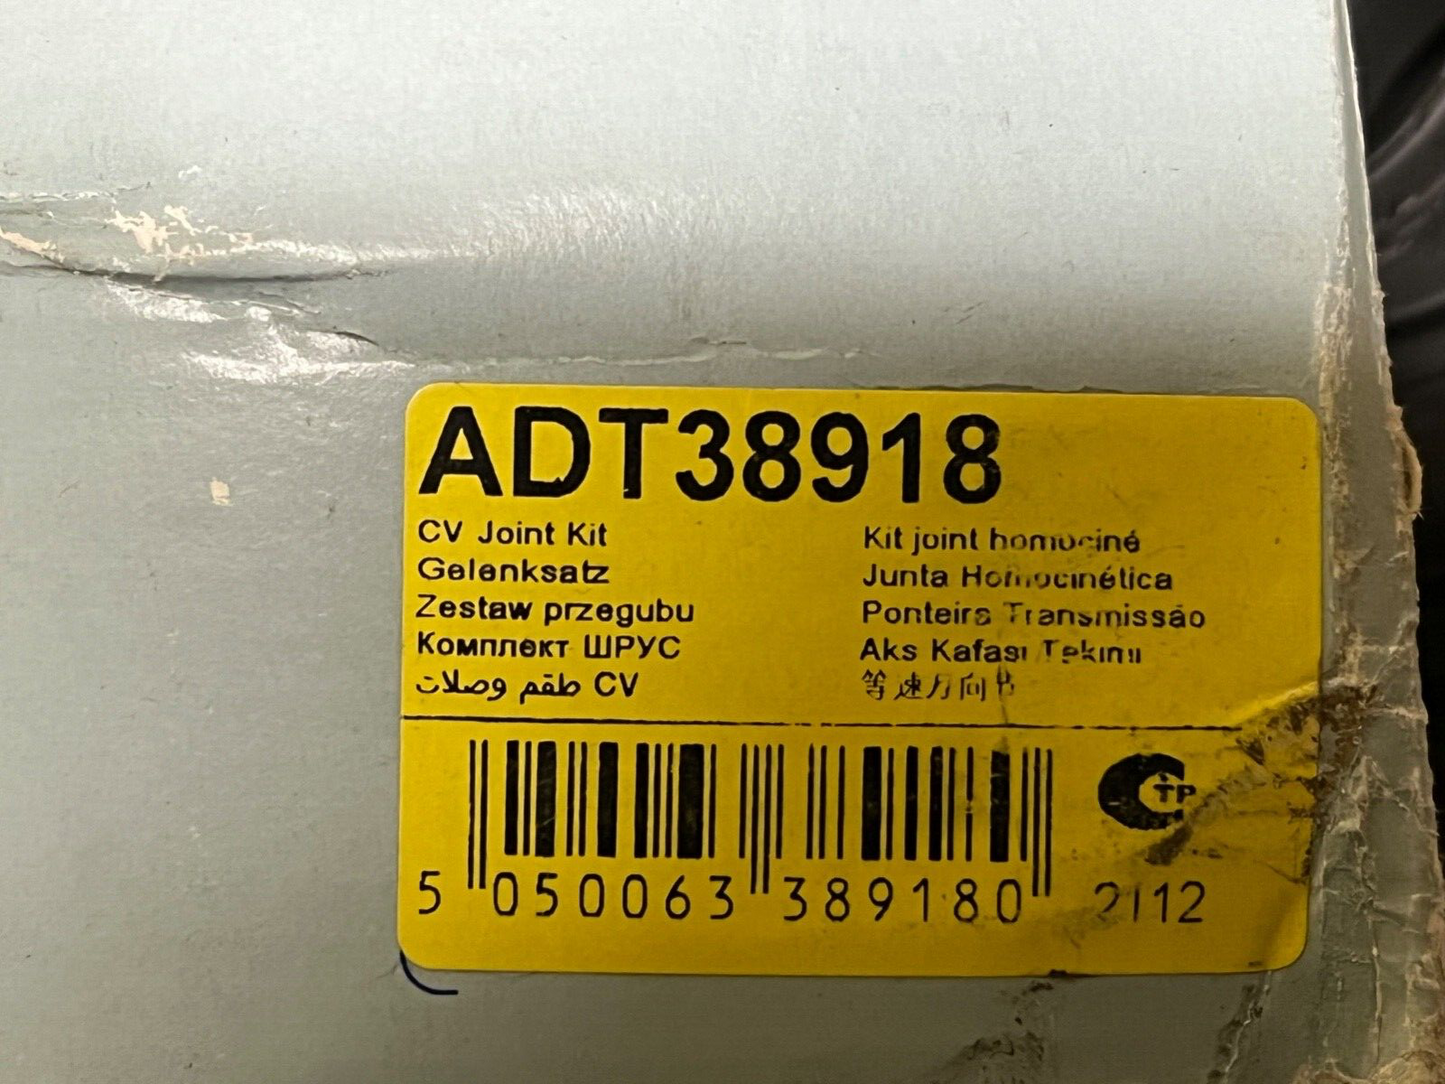 ADT38918
CV Joint Kit
Gelenksatz
Zestaw przegubu
Комплект ШРУС
طقم وصلات CV
Kit joint homociné
Junta Homocinética
Ponteira Transmissão
Aks Kafası Tekimi
等速万向节
5 050063 389180
2112